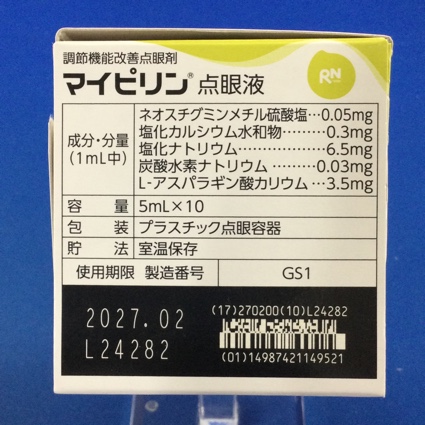 調節機能改善点眼剤
マイピリン®点眼液
RN
成分・分量
(1mL中)
ネオスチグミンメチル硫酸塩…0.05mg
塩化カルシウム水和物………0.3mg
塩化ナトリウム………………6.5mg
炭酸水素ナトリウム …………0.03mg
L-アスパラギン酸カリウム …3.5mg
容 量 5mL×10
包 装 プラスチック点眼容器
貯 法 室温保存
使用期限 製造番号 GS1
2027.02
L24282
(17)270200(10)L24282
(01)14987421149521